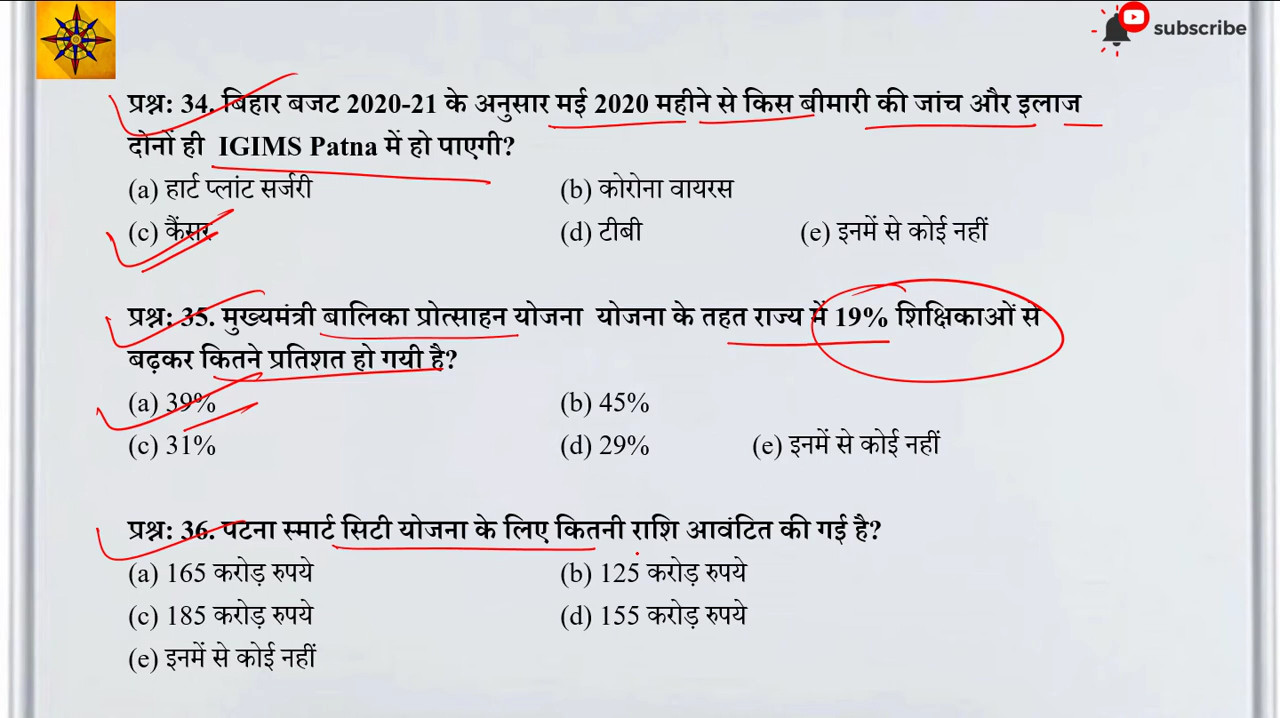 subscribe
प्रश्न: 34. बिहार बजट 2020-21 के अनुसार मई 2020 महीने से किस बीमारी की जांच और इलाज
दोनों ही IGIMS Patna में हो पाएगी?
(a) हार्ट प्लांट सर्जरी (b) कोरोना वायरस
(c) कैंसर (d) टीबी (e) इनमें से कोई नहीं
प्रश्न: 35. मुख्यमंत्री बालिका प्रोत्साहन योजना योजना के तहत राज्य में 19% शिक्षिकाओं से
बढ़कर कितने प्रतिशत हो गयी है?
(a) 39% (b) 45%
(c) 31% (d) 29% (e) इनमें से कोई नहीं
प्रश्न: 36. पटना स्मार्ट सिटी योजना के लिए कितनी राशि आवंटित की गई है?
(a) 165 करोड़ रुपये (b) 125 करोड़ रुपये
(c) 185 करोड़ रुपये (d) 155 करोड़ रुपये
(e) इनमें से कोई नहीं